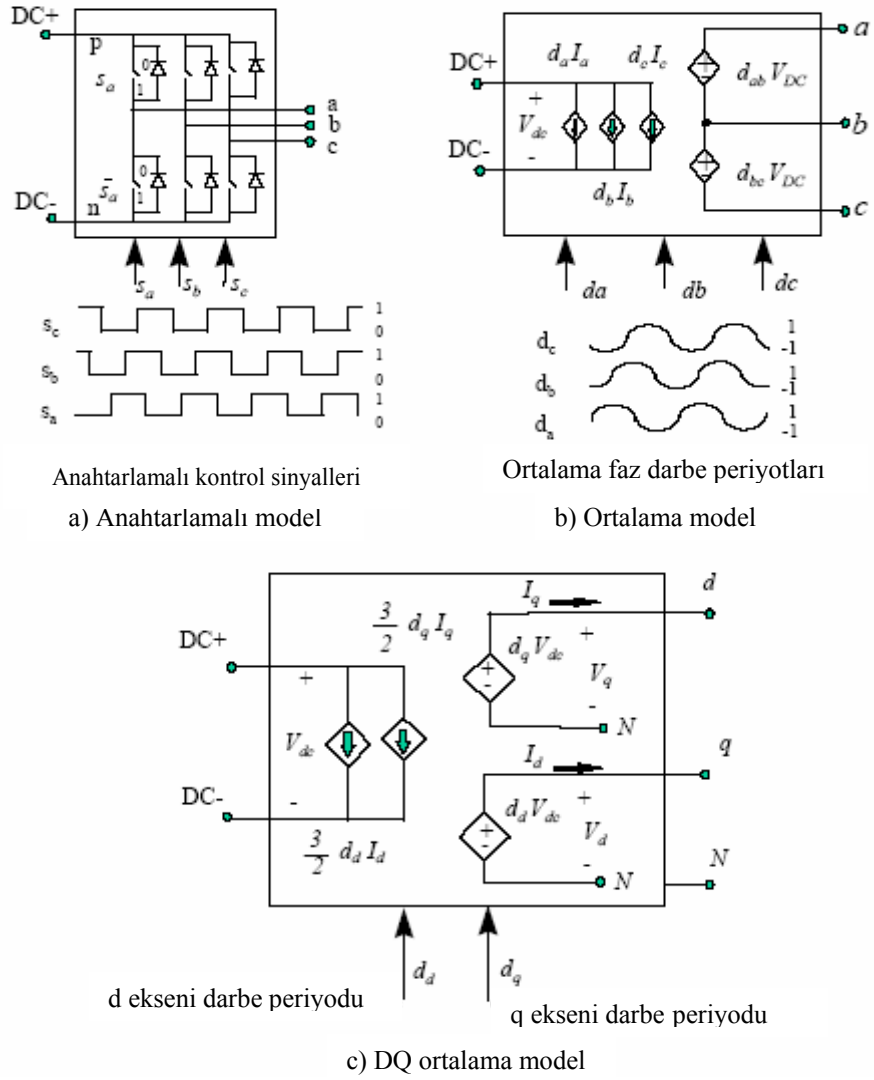 DC+
p
s_a
0
1
a
b
c
s̄_a
0
1
DC-
n
s_a s_b s_c
s_c 1 0
s_b 1 0
s_a 1 0
Anahtarlamalı kontrol sinyalleri
a) Anahtarlamalı model
a
DC+
d_a I_a d_c I_c
d_ab V_DC
+
V_dc
-
b
DC-
d_b I_b
d_bc V_DC
c
da db dc
d_c 1 -1
d_b 1 -1
d_a 1 -1
Ortalama faz darbe periyotları
b) Ortalama model
I_q
d
3/2 d_q I_q
DC+
+
d_q V_dc
+
-
+
V_q
-
N
V_dc
q
I_d
DC-
-
d_d V_dc
+
-
+
V_d
-
N
N
3/2 d_d I_d
d_d
d_q
d ekseni darbe periyodu
q ekseni darbe periyodu
c) DQ ortalama model